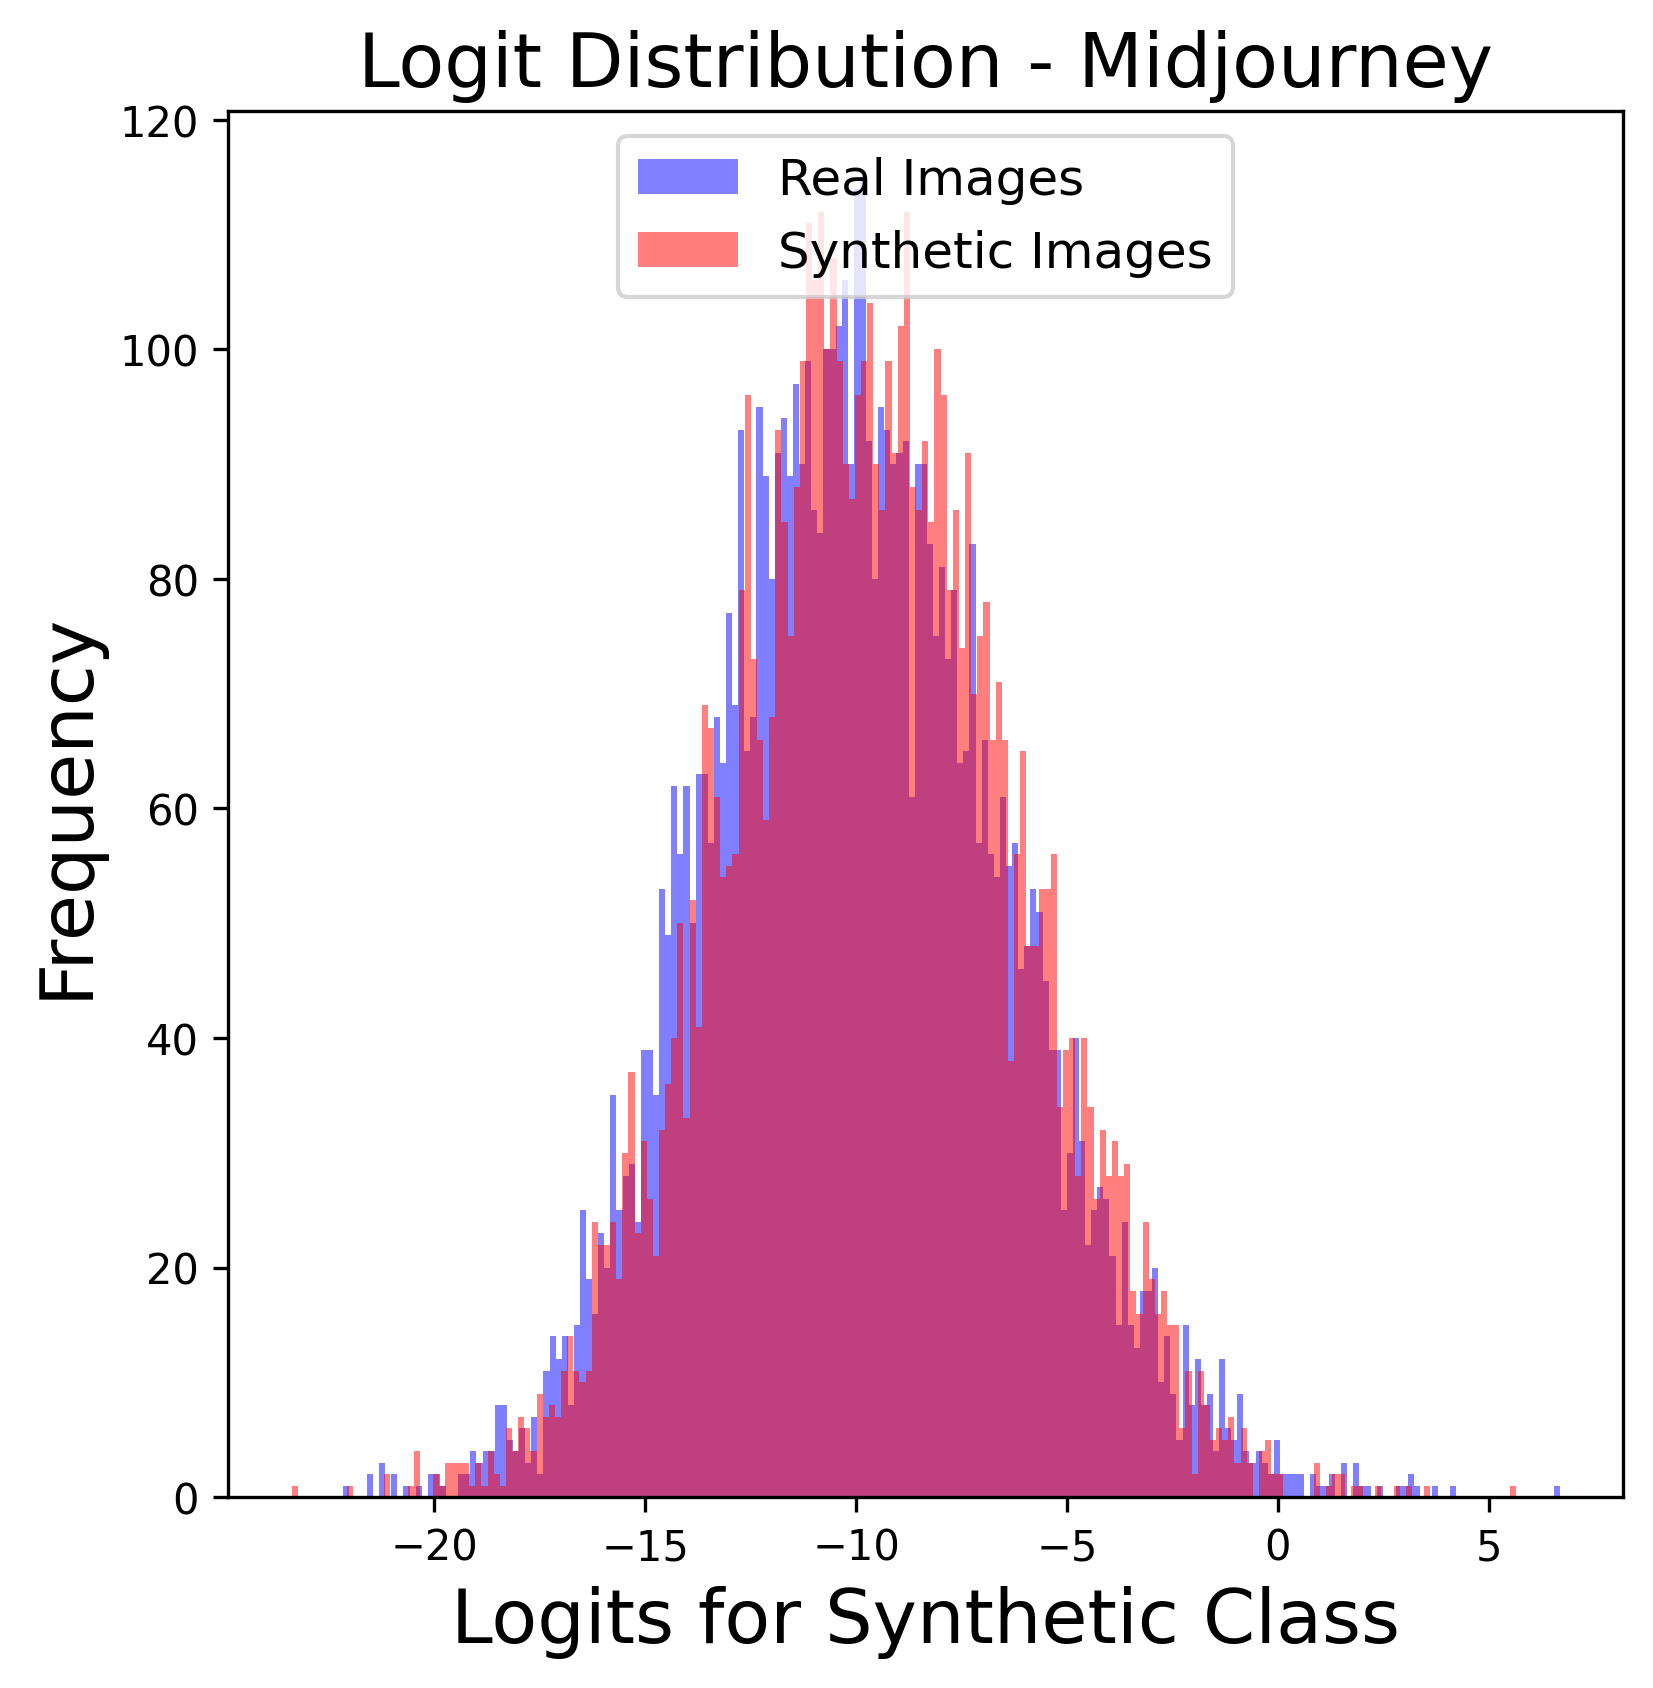 Logit Distribution - Midjourney
Real Images
Synthetic Images
Frequency
120
100
80
60
40
20
0
−20 −15 −10 −5 0 5
Logits for Synthetic Class